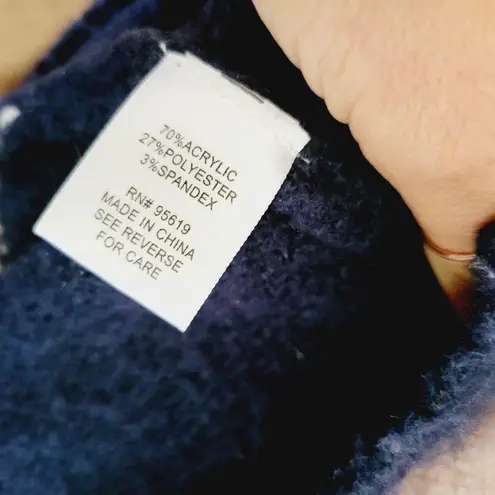 70%ACRYLIC
27%POLYESTER
3%SPANDEX
RN# 95619
MADE IN CHINA
SEE REVERSE
FOR CARE